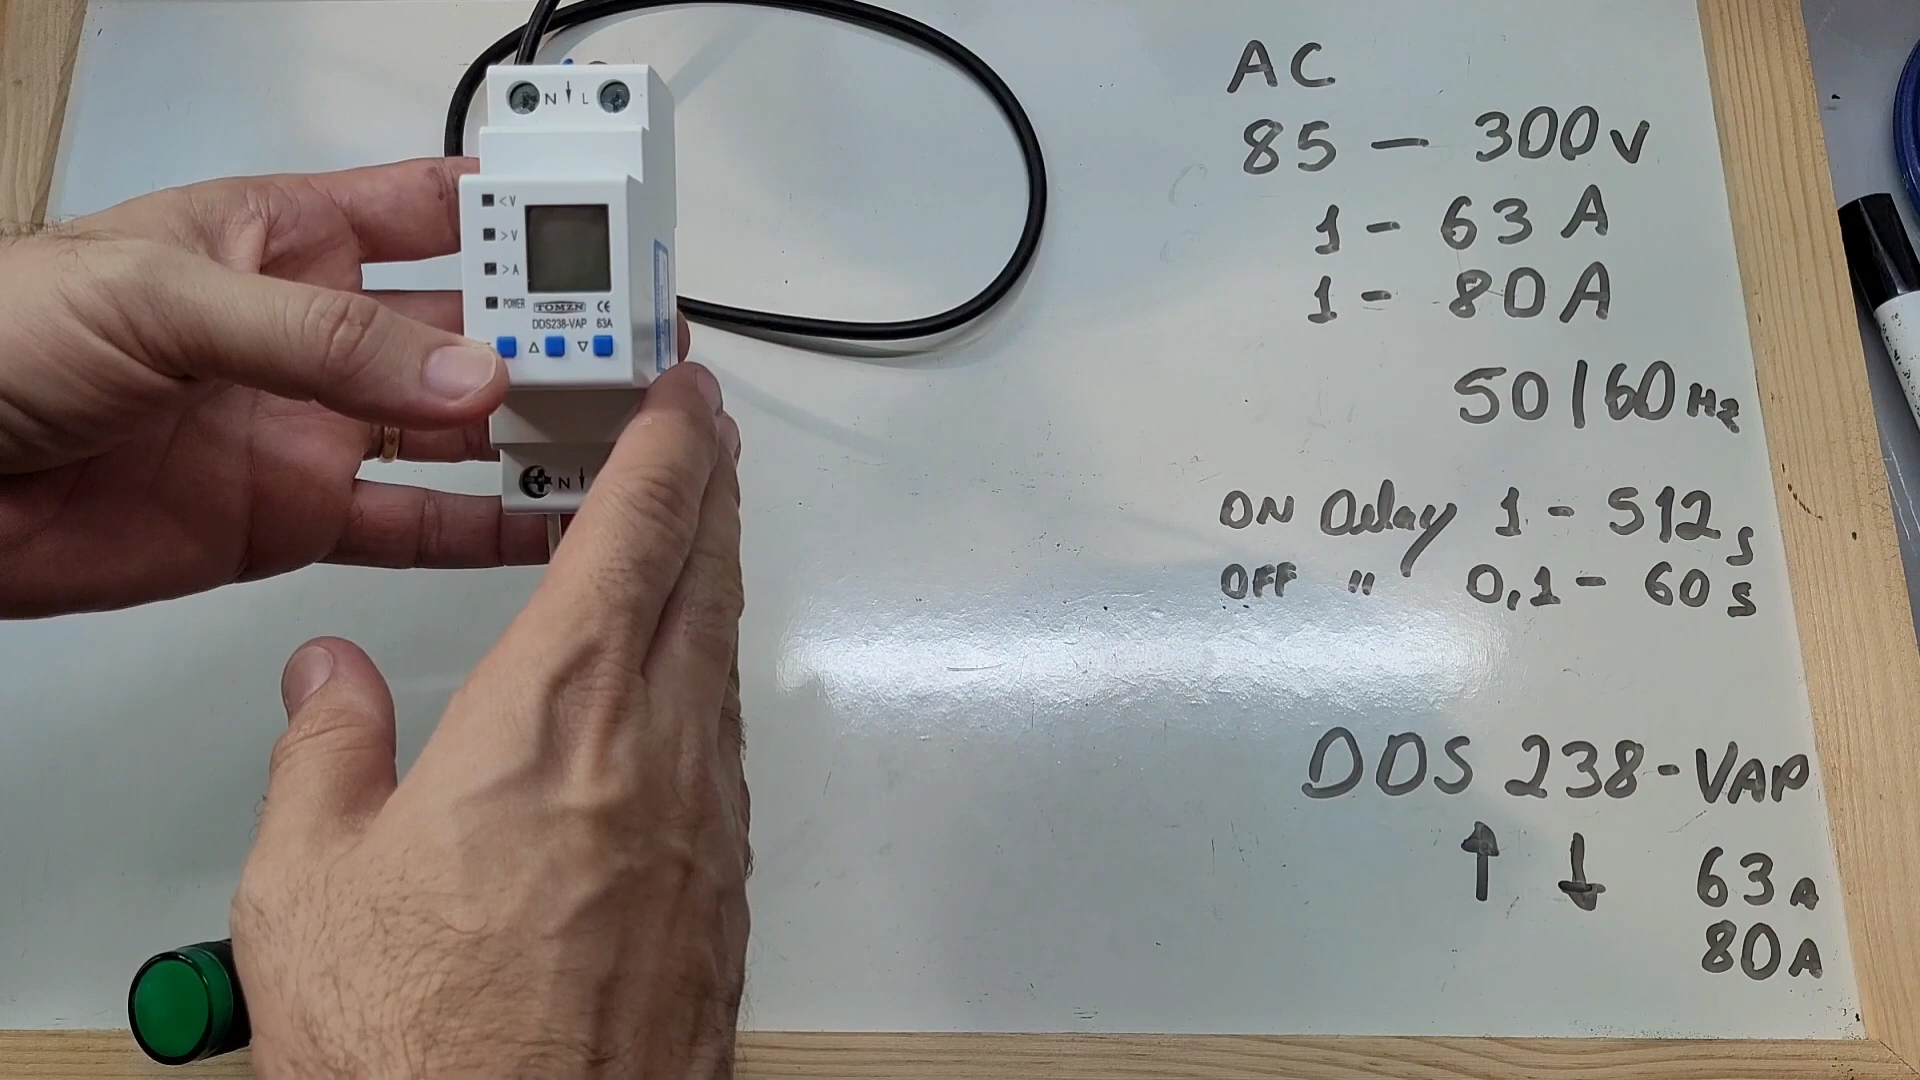 N ↓ L
<V
>V
>A
POWER TOMZN CE
DDS238-VAP 63A
△ ▽
N ↓
AC
85 - 300V
1 - 63A
1 - 80A
50/60Hz
ON Delay 1 - 512s
OFF " 0,1 - 60s
DDS 238-VAP
↑ ↓ 63A
80A